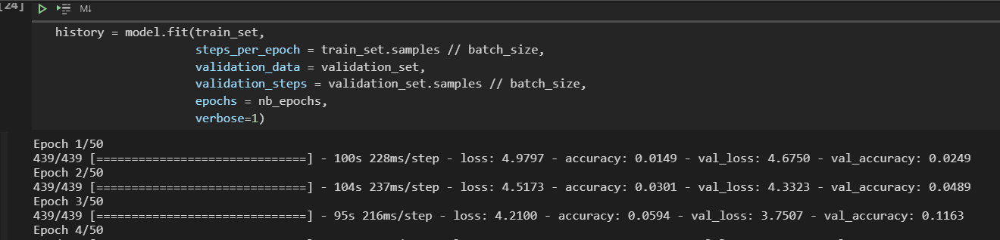 [24]
M↓
history = model.fit(train_set,
steps_per_epoch = train_set.samples // batch_size,
validation_data = validation_set,
validation_steps = validation_set.samples // batch_size,
epochs = nb_epochs,
verbose=1)
Epoch 1/50
439/439 [==============================] - 100s 228ms/step - loss: 4.9797 - accuracy: 0.0149 - val_loss: 4.6750 - val_accuracy: 0.0249
Epoch 2/50
439/439 [==============================] - 104s 237ms/step - loss: 4.5173 - accuracy: 0.0301 - val_loss: 4.3323 - val_accuracy: 0.0489
Epoch 3/50
439/439 [==============================] - 95s 216ms/step - loss: 4.2100 - accuracy: 0.0594 - val_loss: 3.7507 - val_accuracy: 0.1163
Epoch 4/50